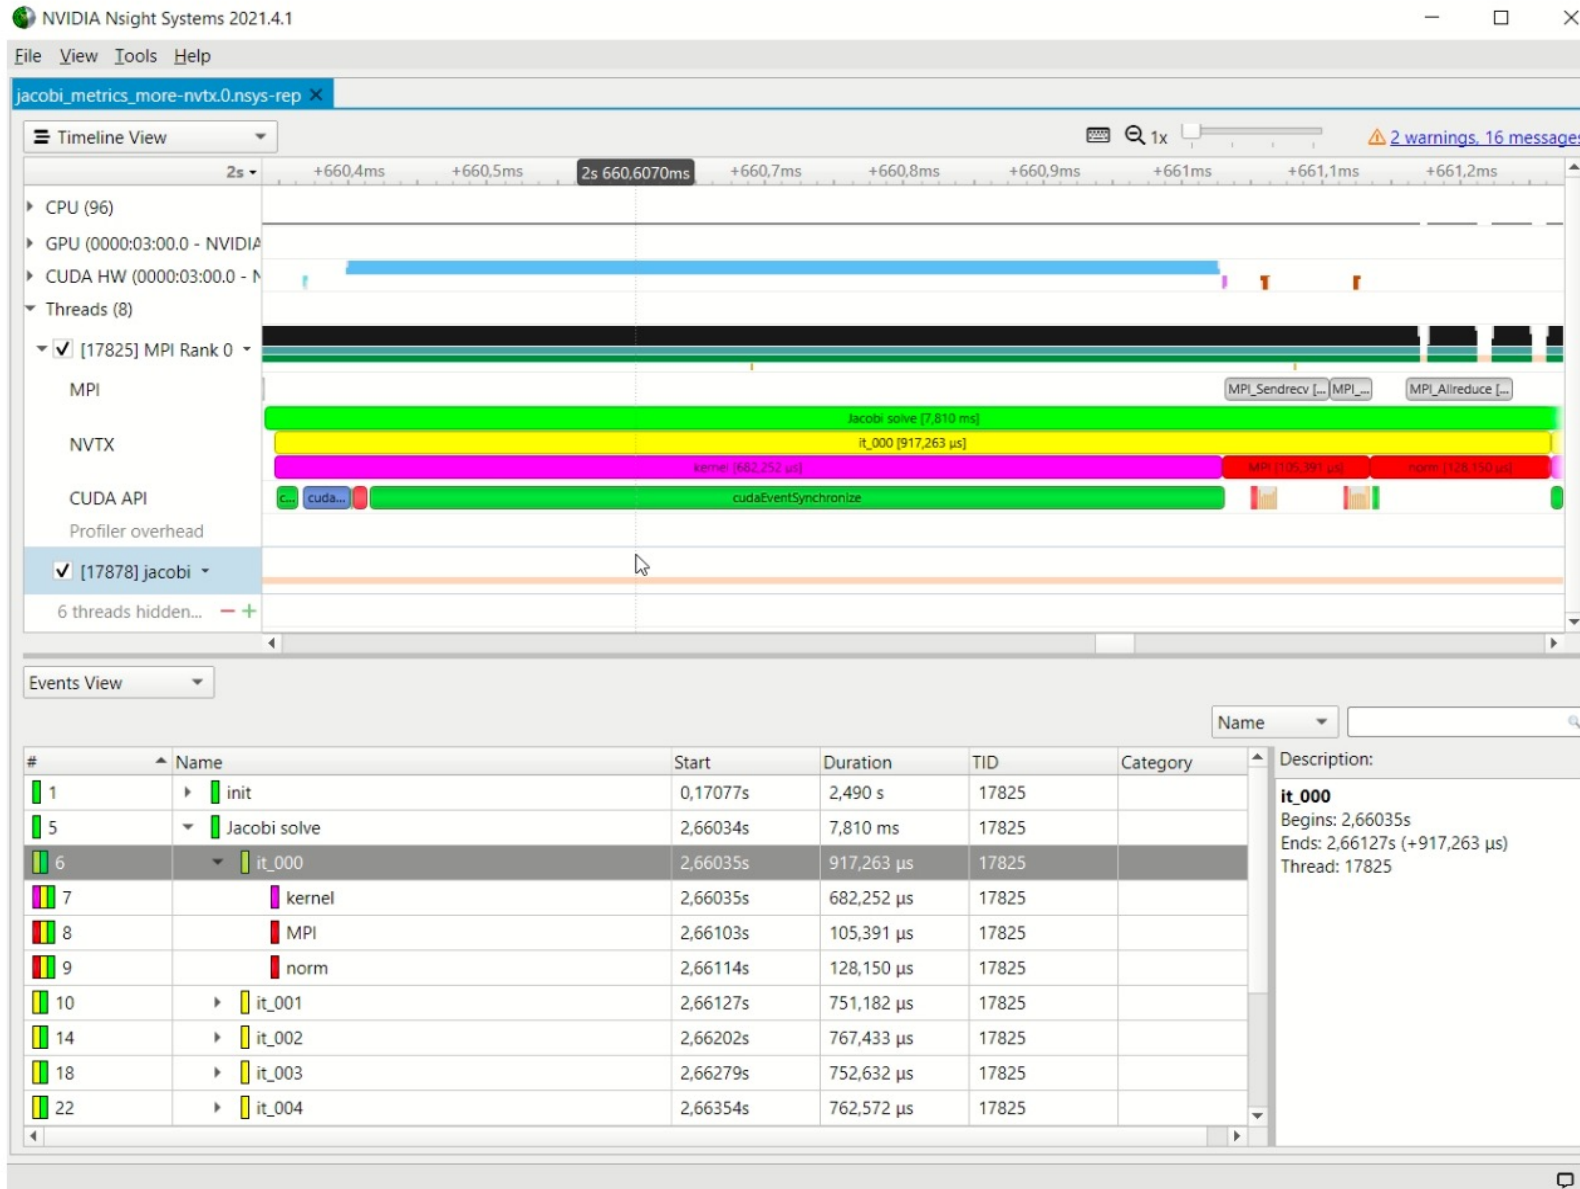 NVIDIA Nsight Systems 2021.4.1
File View Tools Help
jacobi_metrics_more-nvtx.0.nsys-rep
Timeline View
1x
2 warnings, 16 messages
2s
+660,4ms
+660,5ms
2s 660,6070ms
+660,7ms
+660,8ms
+660,9ms
+661ms
+661,1ms
+661,2ms
CPU (96)
GPU (0000:03:00.0 - NVIDIA
CUDA HW (0000:03:00.0 - N
Threads (8)
[17825] MPI Rank 0
MPI
MPI_Sendrecv [...
MPI_...
MPI_Allreduce [...
Jacobi solve [7,810 ms]
NVTX
it_000 [917,263 µs]
kernel [682,252 µs]
MPI [105,391 µs]
norm [128,150 µs]
CUDA API
c...
cuda...
cudaEventSynchronize
Profiler overhead
[17878] jacobi
6 threads hidden... − +
Events View
Name
# Name Start Duration TID Category
1 init 0,17077s 2,490 s 17825
5 Jacobi solve 2,66034s 7,810 ms 17825
6 it_000 2,66035s 917,263 µs 17825
7 kernel 2,66035s 682,252 µs 17825
8 MPI 2,66103s 105,391 µs 17825
9 norm 2,66114s 128,150 µs 17825
10 it_001 2,66127s 751,182 µs 17825
14 it_002 2,66202s 767,433 µs 17825
18 it_003 2,66279s 752,632 µs 17825
22 it_004 2,66354s 762,572 µs 17825
Description:
it_000
Begins: 2,66035s
Ends: 2,66127s (+917,263 µs)
Thread: 17825